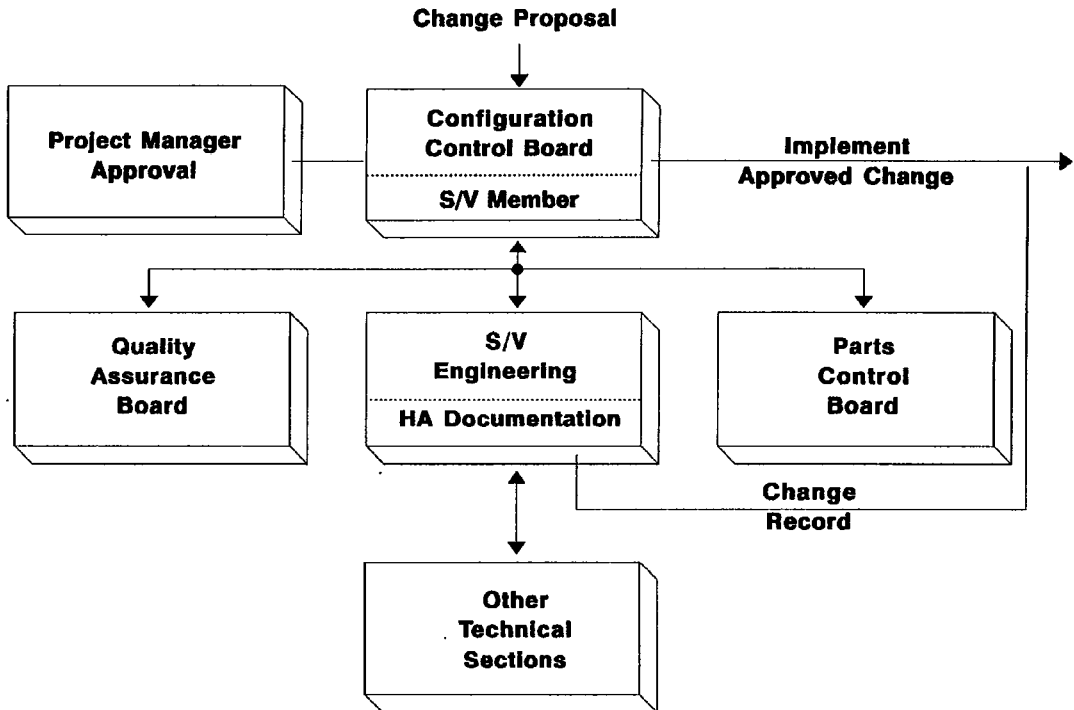 Change Proposal
Project Manager
Approval
Configuration
Control Board
S/V Member
Implement
Approved Change
Quality
Assurance
Board
S/V
Engineering
HA Documentation
Parts
Control
Board
Change
Record
Other
Technical
Sections